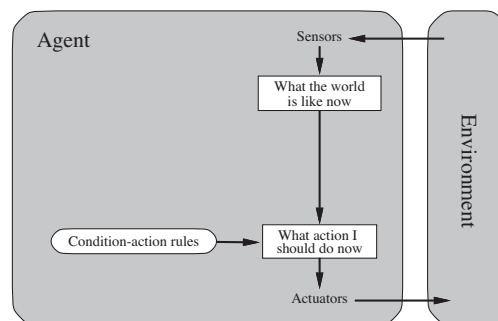 Agent
Sensors
What the world
is like now
Environment
Condition-action rules
What action I
should do now
Actuators